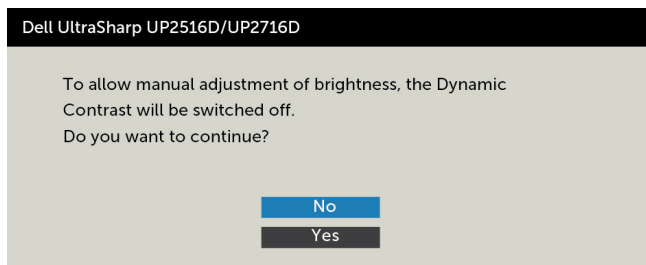 Dell UltraSharp UP2516D/UP2716D
To allow manual adjustment of brightness, the Dynamic
Contrast will be switched off.
Do you want to continue?
No
Yes